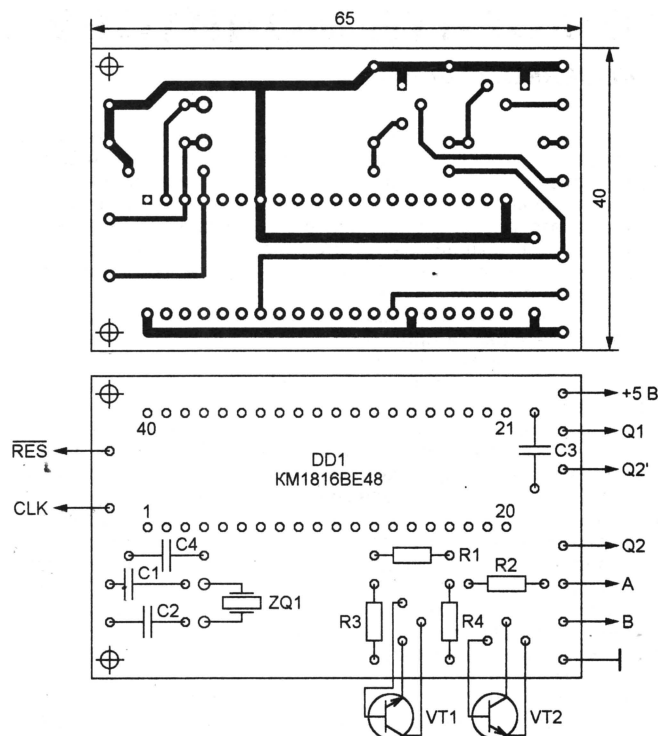 65
40
+5 В
40
21
Q1
RES
DD1
C3
КМ1816ВЕ48
Q2'
CLK
1
20
C4
Q2
R1
C1
R2
A
ZQ1
C2
R3
R4
B
VT1
VT2